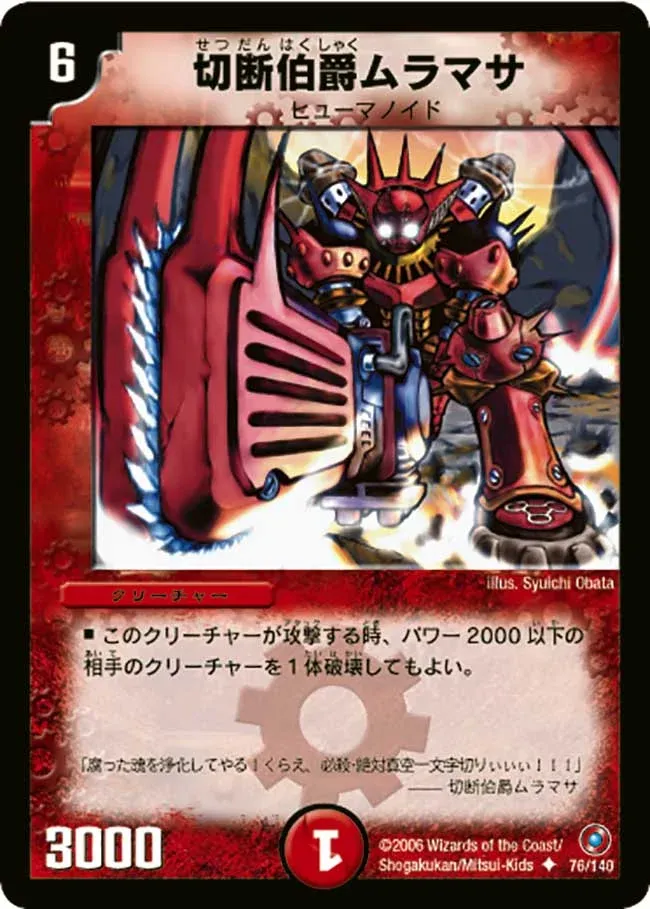 6
せつだんはくしゃく
切断伯爵ムラマサ
ヒューマノイド
illus. Syuichi Obata
クリーチャー
■ このクリーチャーが攻撃する時、パワー2000以下の
相手のクリーチャーを1体破壊してもよい。
「腐った魂を浄化してやる!くらえ、必殺・絶対真空一文字切りぃぃぃ!!!」
—— 切断伯爵ムラマサ
3000
1
©2006 Wizards of the Coast/
Shogakukan/Mitsui-Kids ◆ 76/140